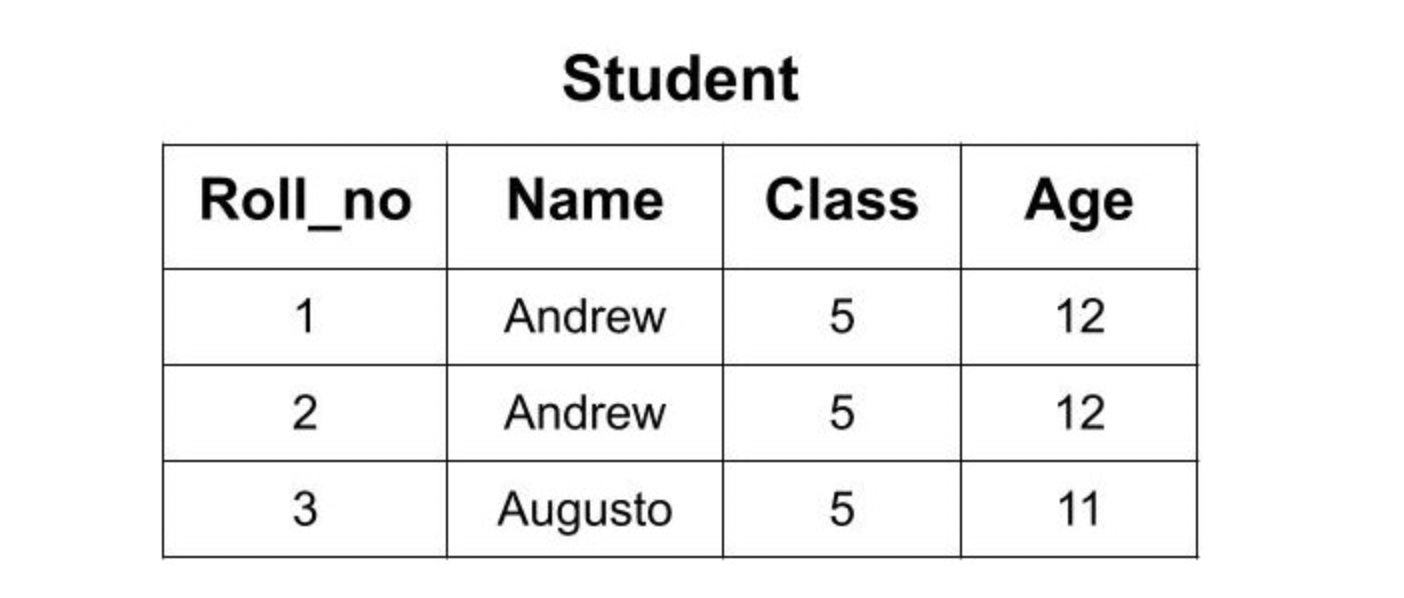 Student
Roll_no Name Class Age
1 Andrew 5 12
2 Andrew 5 12
3 Augusto 5 11